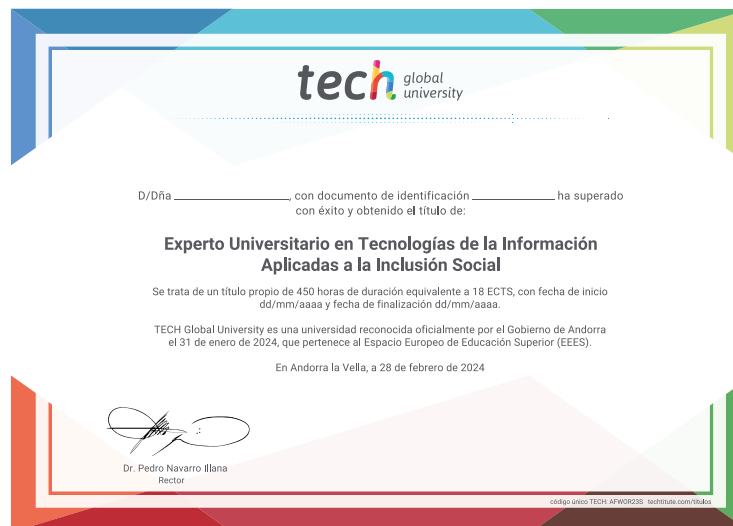 tech global university
D/Dña ______________, con documento de identificación __________ ha superado
con éxito y obtenido el título de:
Experto Universitario en Tecnologías de la Información
Aplicadas a la Inclusión Social
Se trata de un título propio de 450 horas de duración equivalente a 18 ECTS, con fecha de inicio
dd/mm/aaaa y fecha de finalización dd/mm/aaaa.
TECH Global University es una universidad reconocida oficialmente por el Gobierno de Andorra
el 31 de enero de 2024, que pertenece al Espacio Europeo de Educación Superior (EEES).
En Andorra la Vella, a 28 de febrero de 2024
Dr. Pedro Navarro Illana
Rector
código único TECH: AFWOR23S techtitute.com/titulos